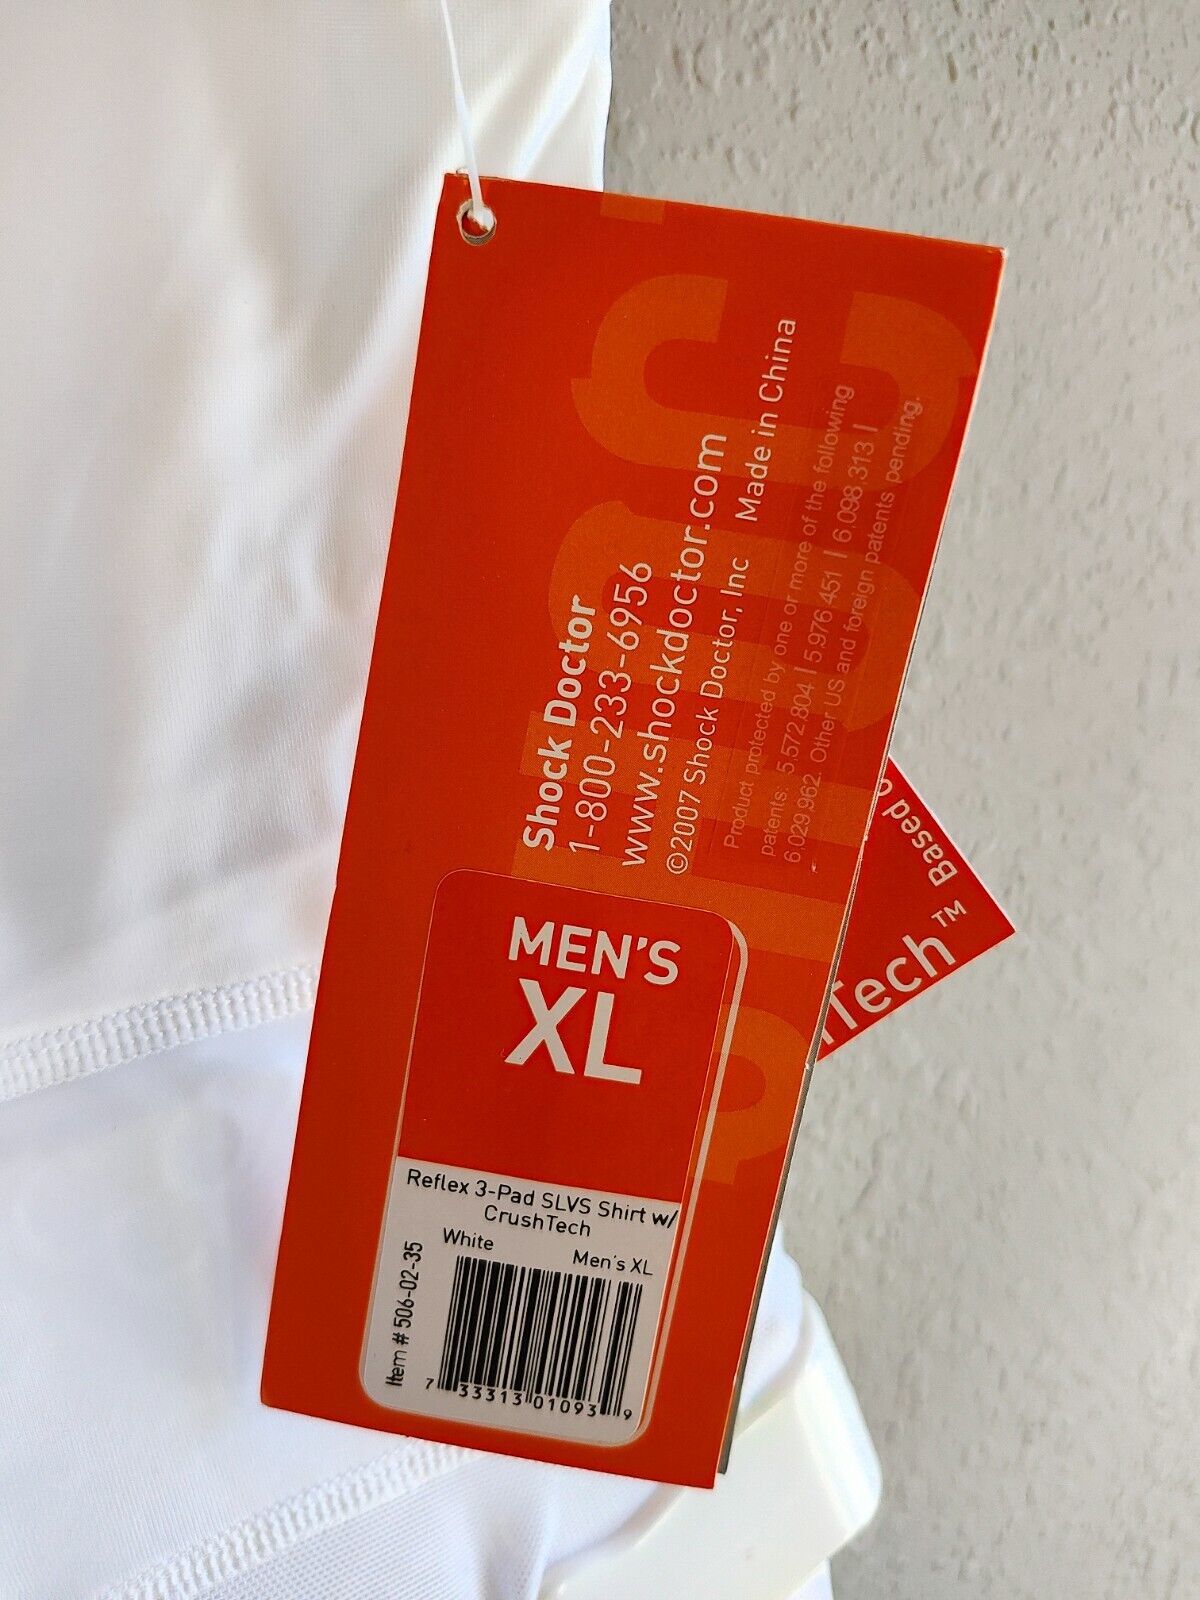 Shock Doctor
1-800-233-6956
www.shockdoctor.com
©2007 Shock Doctor, Inc Made in China
Product protected by one or more of the following
patents: 5.572.804 | 5.976 451 | 6.098.313 |
6,029,962. Other US and foreign patents pending.
MEN'S
XL
Reflex 3-Pad SLVS Shirt w/
CrushTech
White Men's XL
Item # 506-02-35
7 33313 01093 9
Tech™ Based